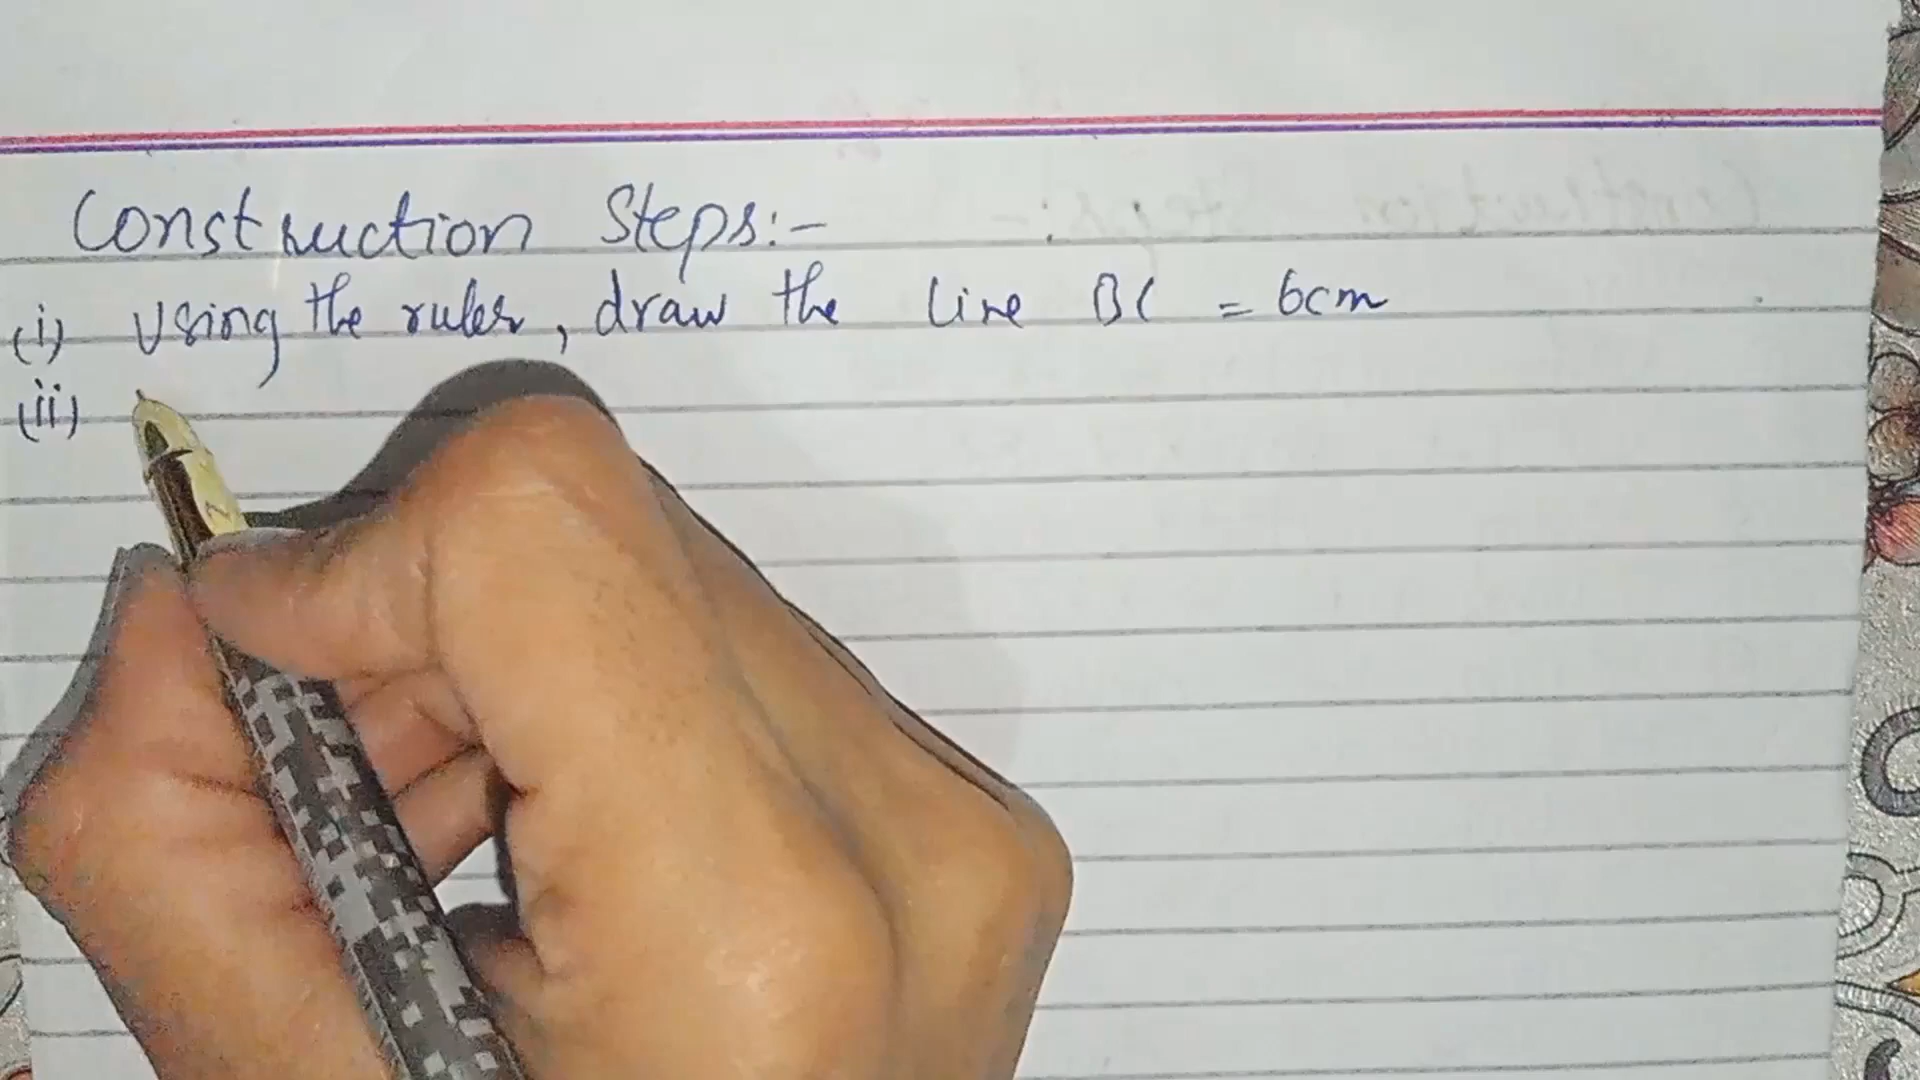 Construction Steps:-
(i) Using the ruler, draw the line BC = 6cm
(ii)